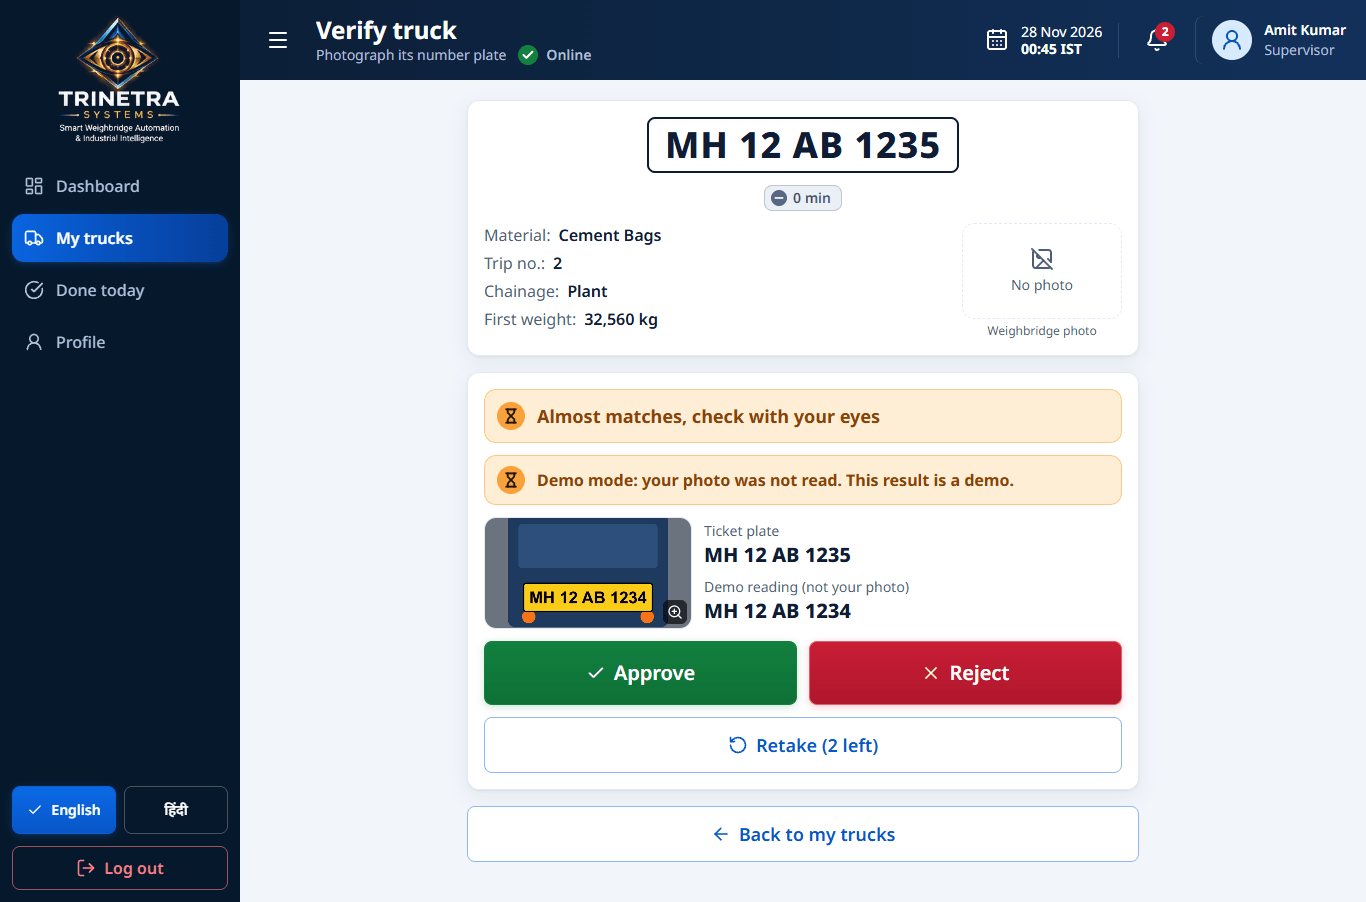 TRINETRA
SYSTEMS
Smart Weighbridge Automation
& Industrial Intelligence
Dashboard
My trucks
Done today
Profile
English
हिंदी
Log out
Verify truck
Photograph its number plate
Online
28 Nov 2026
00:45 IST
2
Amit Kumar
Supervisor
MH 12 AB 1235
0 min
Material: Cement Bags
Trip no.: 2
Chainage: Plant
First weight: 32,560 kg
No photo
Weighbridge photo
Almost matches, check with your eyes
Demo mode: your photo was not read. This result is a demo.
MH 12 AB 1234
Ticket plate
MH 12 AB 1235
Demo reading (not your photo)
MH 12 AB 1234
Approve
Reject
Retake (2 left)
Back to my trucks